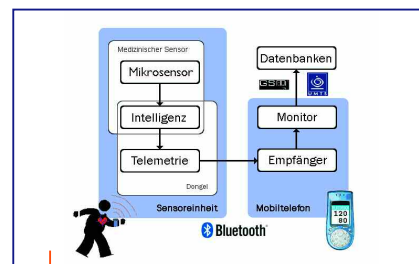 Medizinischer Sensor
Mikrosensor
Intelligenz
Telemetrie
Dongel
Sensoreinheit
Datenbanken
GSM
UMTS
Monitor
Empfänger
Mobiltelefon
Bluetooth
120
80